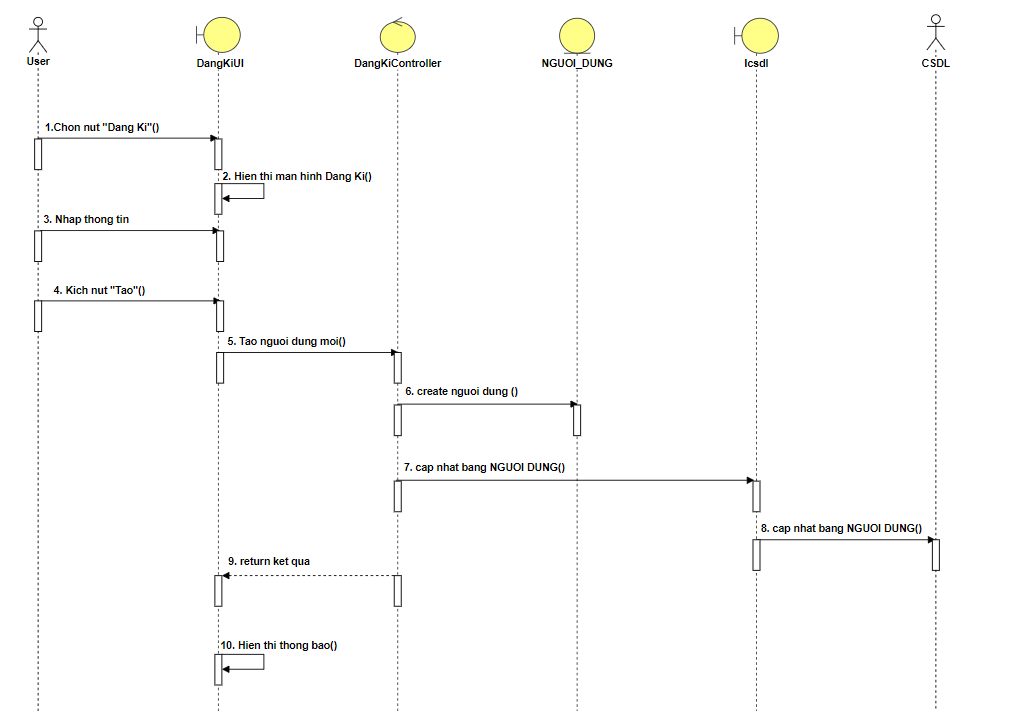 User
DangKiUI
DangKiController
NGUOI_DUNG
Icsdl
CSDL
1.Chon nut "Dang Ki"()
2. Hien thi man hinh Dang Ki()
3. Nhap thong tin
4. Kich nut "Tao"()
5. Tao nguoi dung moi()
6. create nguoi dung ()
7. cap nhat bang NGUOI DUNG()
8. cap nhat bang NGUOI DUNG()
9. return ket qua
10. Hien thi thong bao()